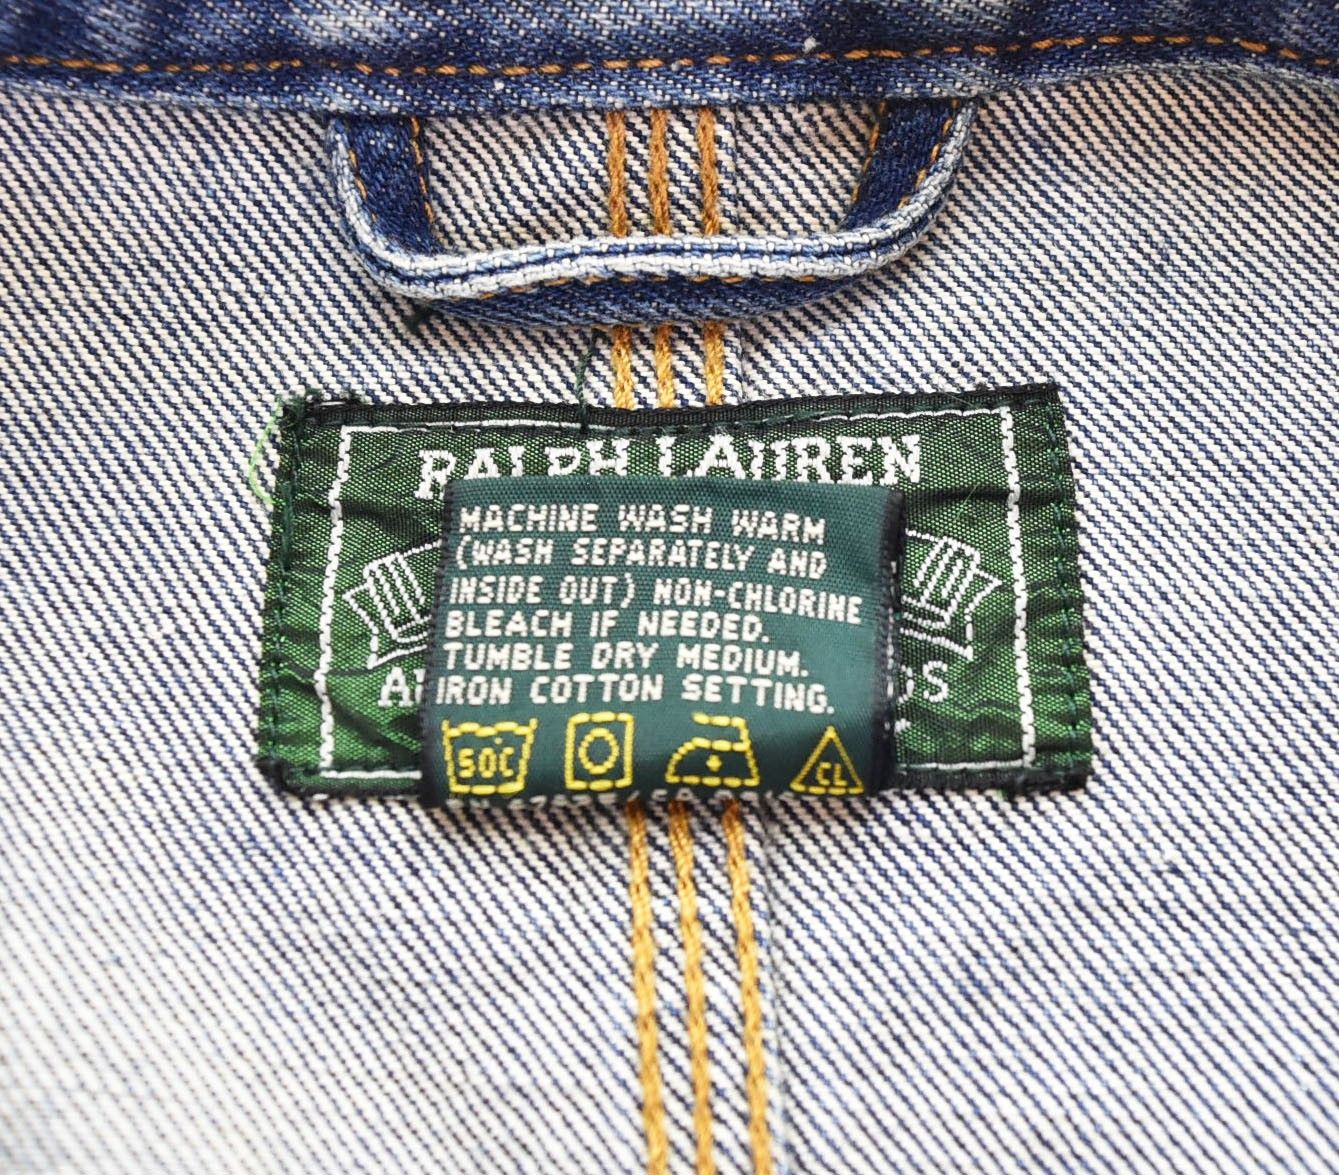 RALPH LAUREN
MACHINE WASH WARM
(WASH SEPARATELY AND
INSIDE OUT) NON-CHLORINE
BLEACH IF NEEDED.
TUMBLE DRY MEDIUM.
IRON COTTON SETTING.
50C
CL